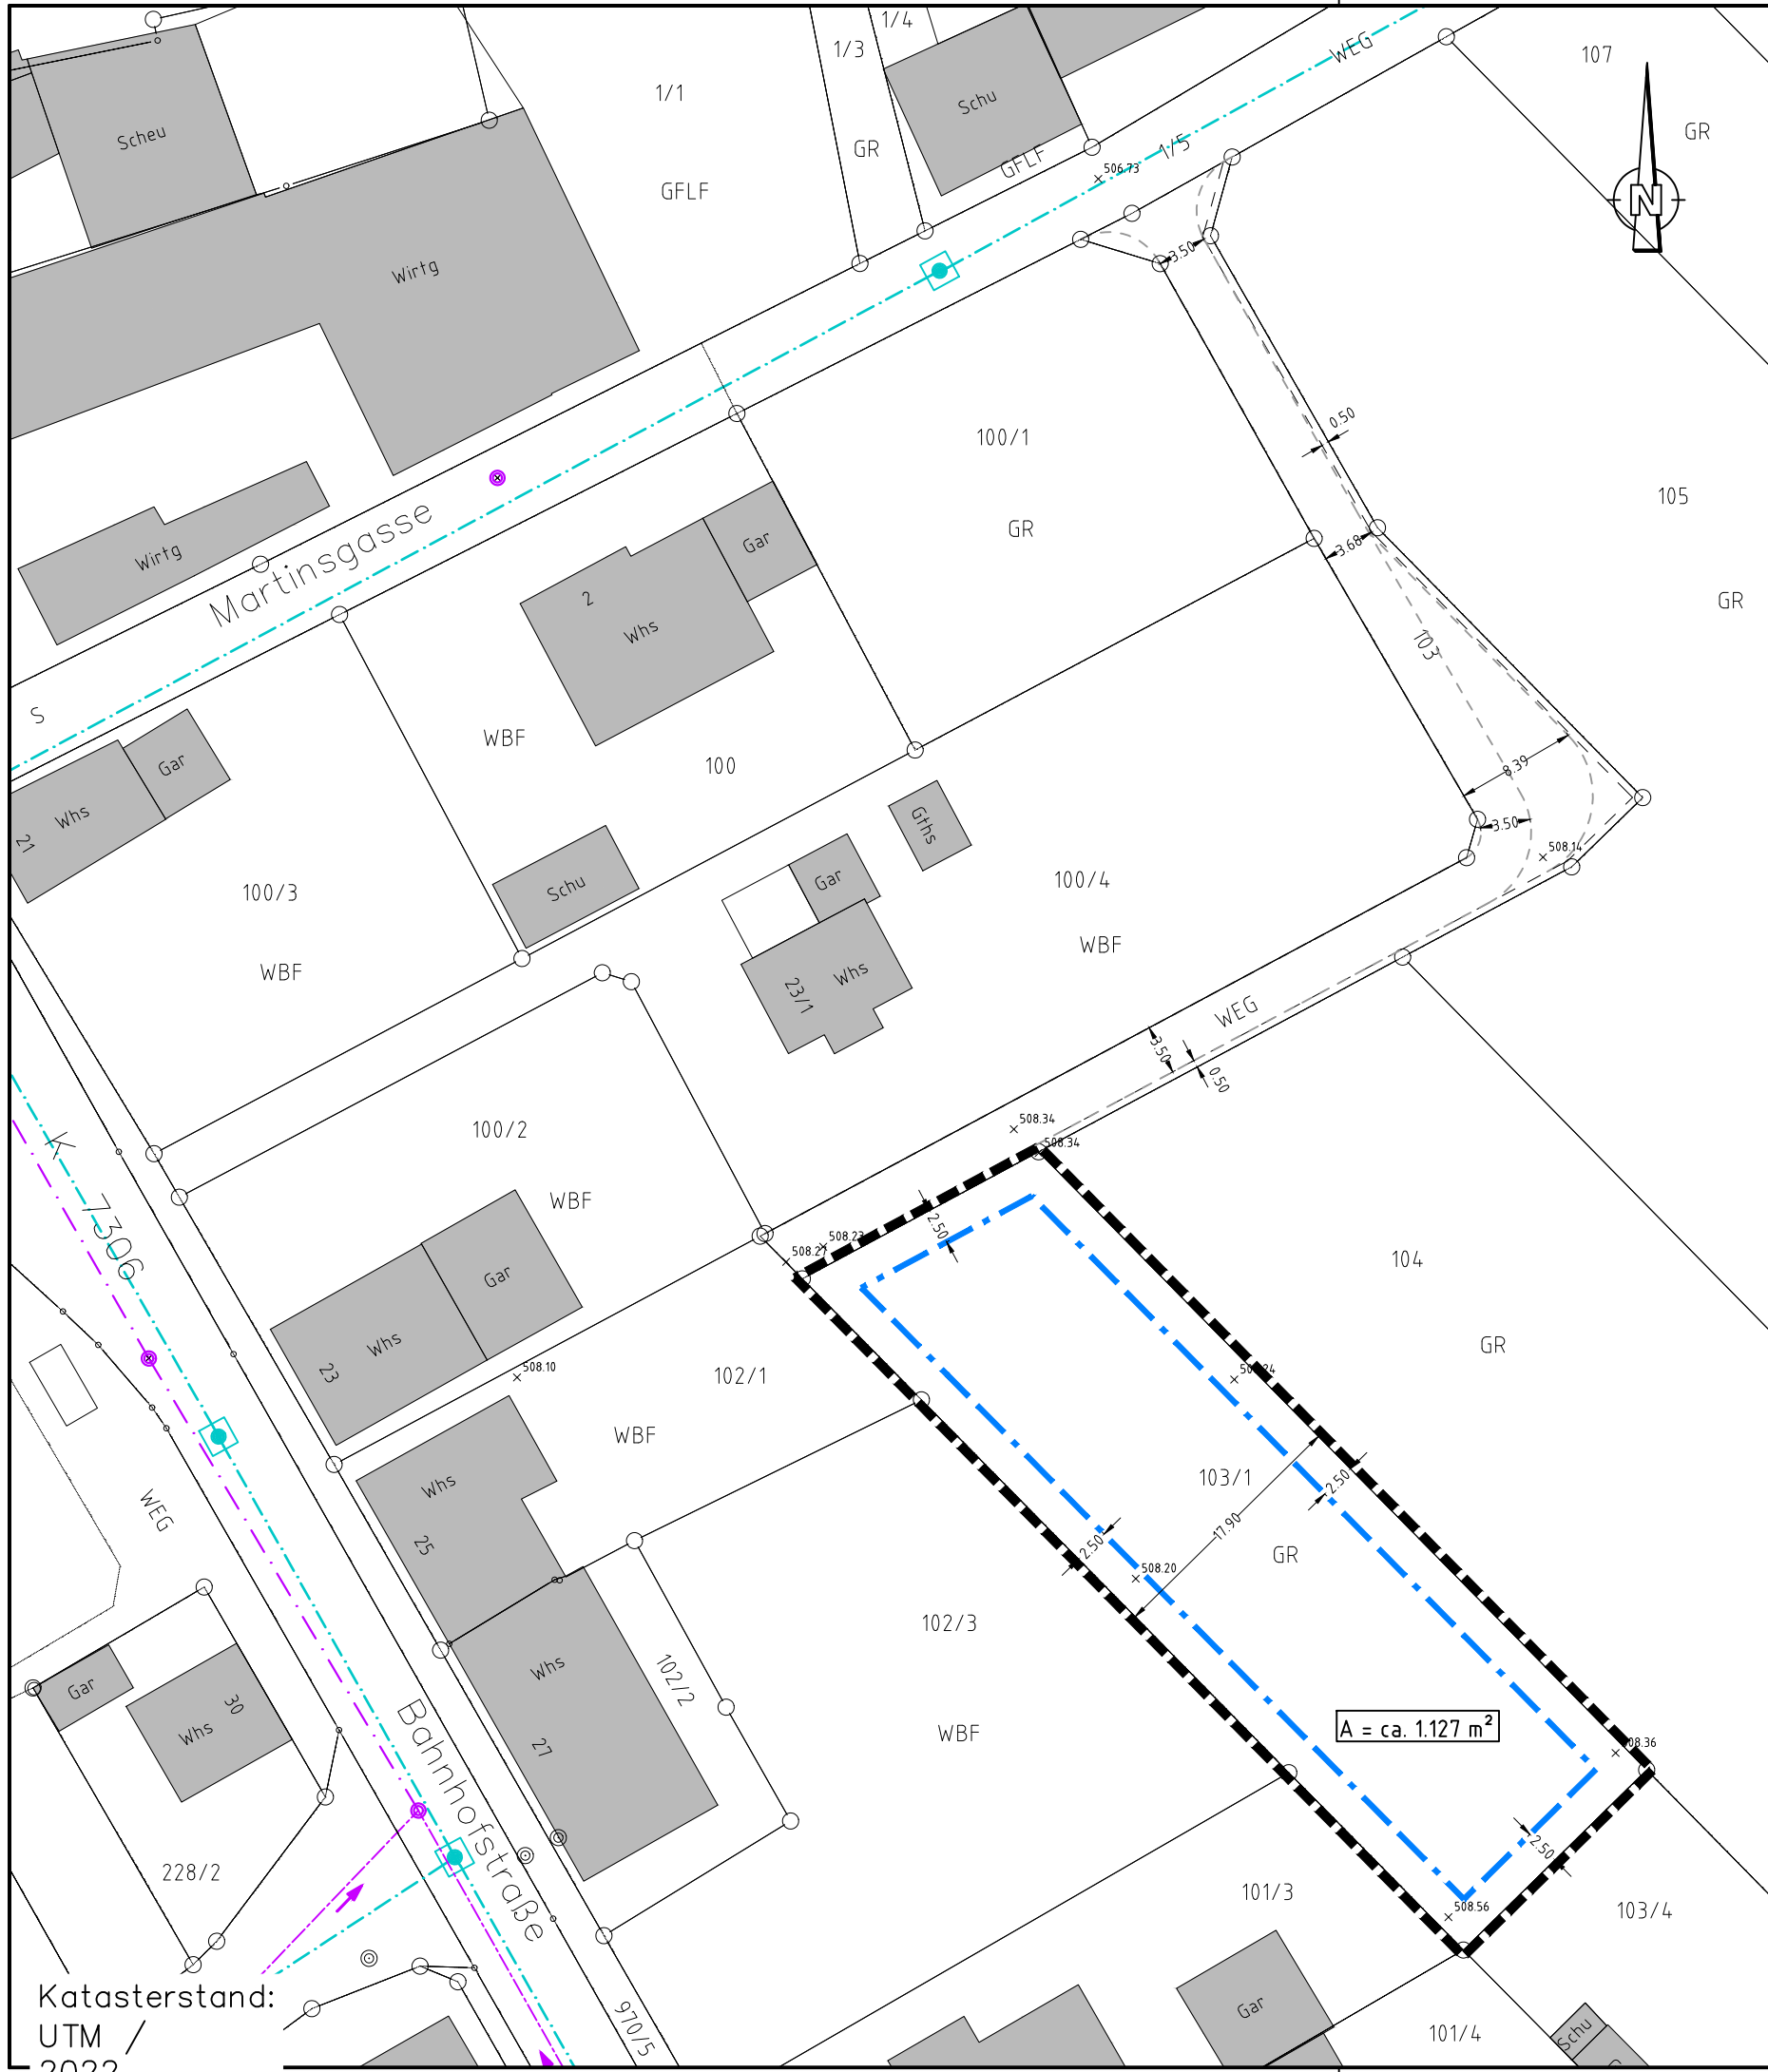 1/4
1/3
WEG
107
1/1
Schu
GR
Scheu
GR
GFLF
1/5
506.73
GFLF
N
3.50
Wirtg
0.50
100/1
105
Martinsgasse
GR
Gar
Wirtg
3.68
2
GR
Whs
103
S
WBF
100
8.39
Gar
Whs
21
Gths
3.50
508.14
100/3
Schu
Gar
100/4
WBF
WBF
Whs
23/1
WEG
3.50
0.50
100/2
508.34
508.34
K 7306
WBF
2.50
508.23
508.27
104
Gar
Whs
23
GR
508.10
102/1
WBF
Whs
103/1
2.50
WEG
25
17.90
2.50
GR
508.20
102/3
Whs
102/2
Gar
30
Whs
27
WBF
A = ca. 1.127 m²
Bahnhofstraße
2.50
228/2
101/3
508.56
103/4
Katasterstand:
UTM /
2022
970/5
Gar
101/4
Schu